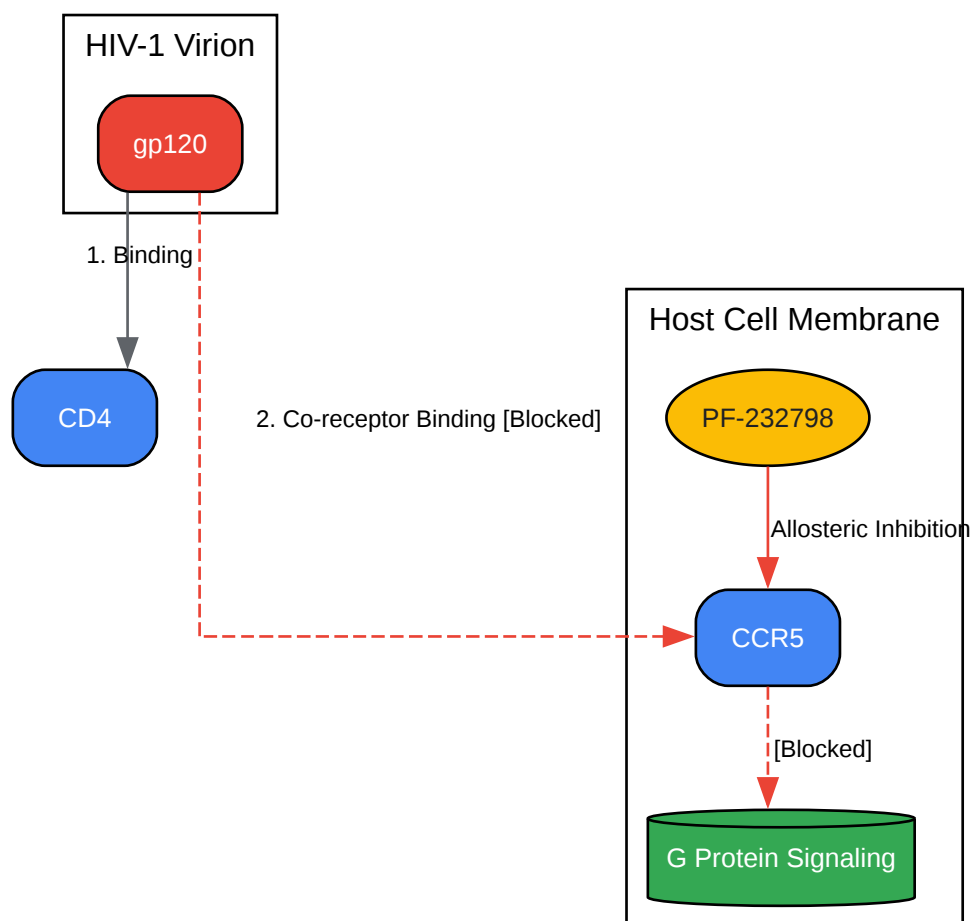 HIV-1 Virion
gp120
1. Binding
Host Cell Membrane
CD4
2. Co-receptor Binding [Blocked]
PF-232798
Allosteric Inhibition
CCR5
[Blocked]
G Protein Signaling